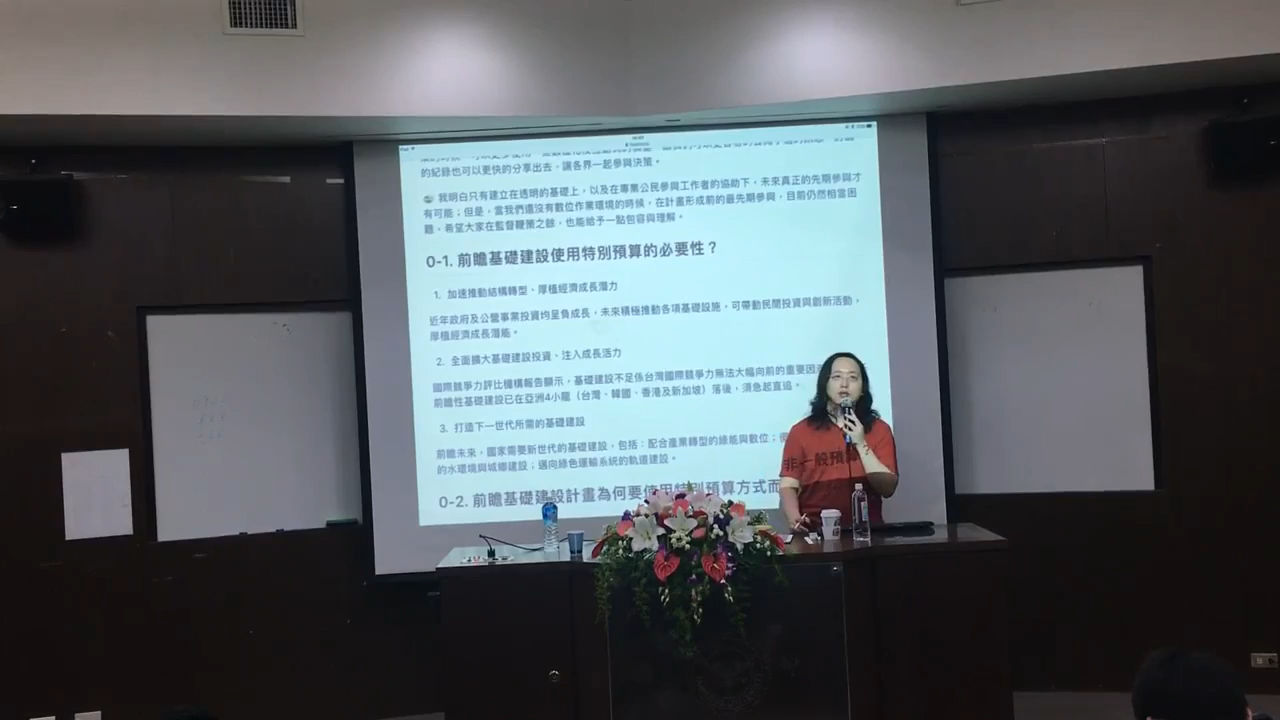 的紀錄也可以更快的分享出去，讓各界一起參與決策。
我明白只有建立在透明的基礎上，以及在專業公民參與工作者的協助下，未來真正的先期參與才
有可能；但是，當我們還沒有數位作業環境的時候，在計畫形成前的最先期參與，目前仍然相當困
難。希望大家在監督鞭策之餘，也能給予一點包容與理解。
0-1. 前瞻基礎建設使用特別預算的必要性？
1. 加速推動結構轉型、厚植經濟成長潛力
近年政府及公營事業投資均呈負成長，未來積極推動各項基礎設施，可帶動民間投資與創新活動，
厚植經濟成長潛能。
2. 全面擴大基礎建設投資、注入成長活力
國際競爭力評比機構報告顯示，基礎建設不足係台灣國際競爭力無法大幅向前的重要因
前瞻性基礎建設已在亞洲4小龍（台灣、韓國、香港及新加坡）落後，須急起直追。
3. 打造下一世代所需的基礎建設
前瞻未來，國家需要新世代的基礎建設，包括：配合產業轉型的綠能與數位；
的水環境與城鄉建設；邁向綠色運輸系統的軌道建設。
0-2. 前瞻基礎建設計畫為何要使用特別預算方式而非一般預